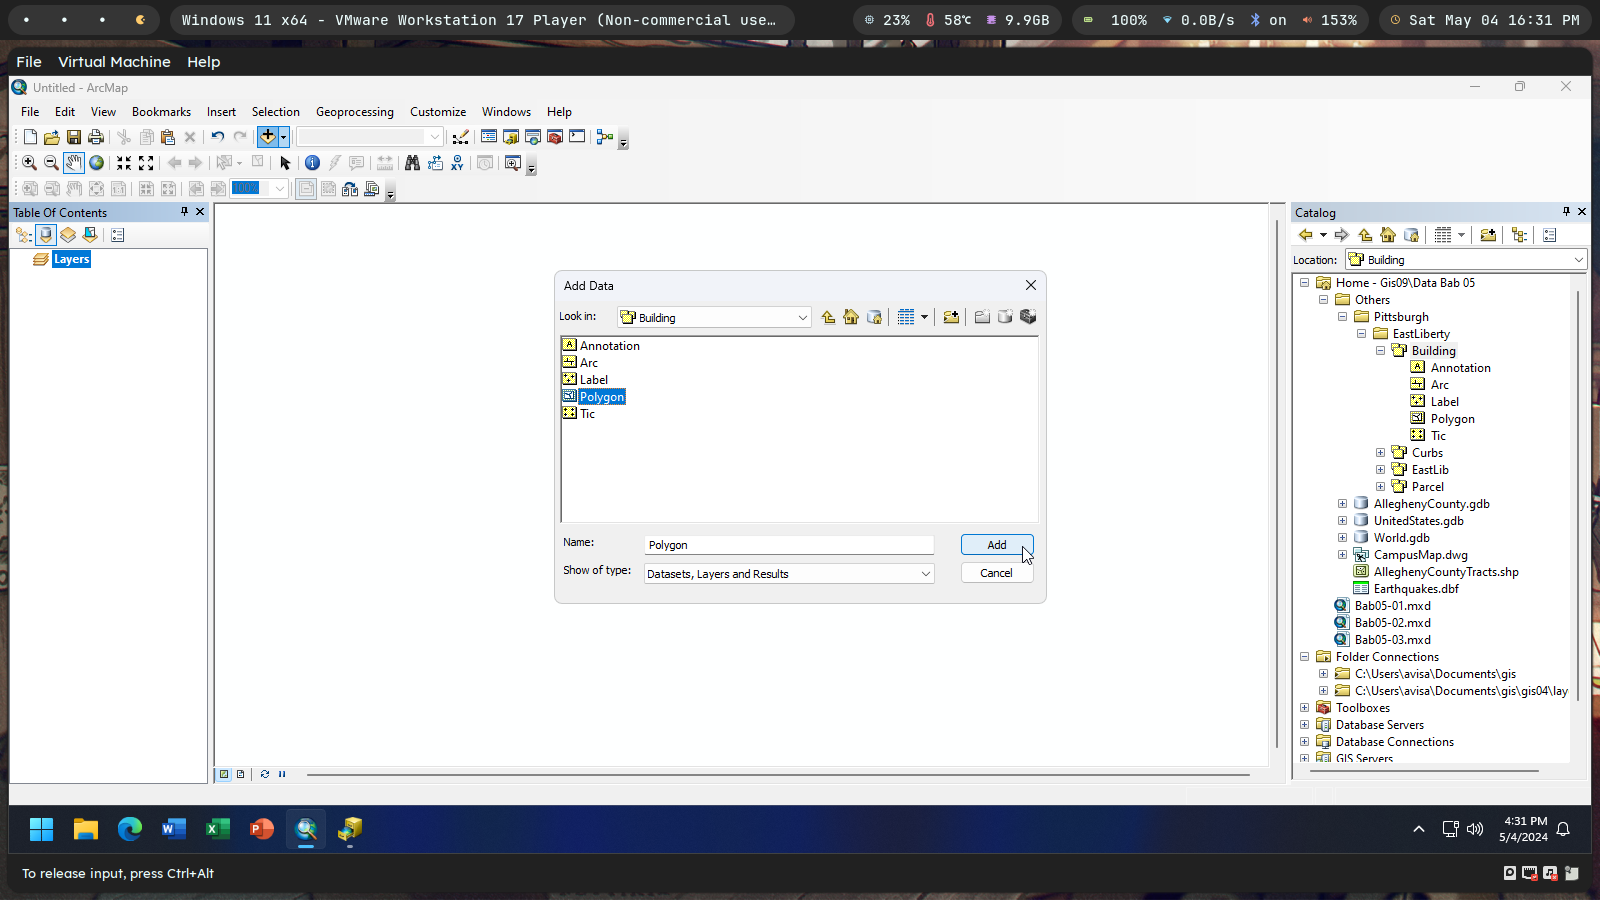 Windows 11 x64 - VMware Workstation 17 Player (Non-commercial use…
23% 58℃ 9.9GB
100% 0.0B/s on 153%
Sat May 04 16:31 PM
File Virtual Machine Help
Untitled - ArcMap
File Edit View Bookmarks Insert Selection Geoprocessing Customize Windows Help
100%
Table Of Contents
Layers
Add Data
Look in: Building
Annotation
Arc
Label
Polygon
Tic
Name: Polygon
Add
Show of type: Datasets, Layers and Results
Cancel
Catalog
Location: Building
Home - Gis09\Data Bab 05
Others
Pittsburgh
EastLiberty
Building
Annotation
Arc
Label
Polygon
Tic
Curbs
EastLib
Parcel
AlleghenyCounty.gdb
UnitedStates.gdb
World.gdb
CampusMap.dwg
AlleghenyCountyTracts.shp
Earthquakes.dbf
Bab05-01.mxd
Bab05-02.mxd
Bab05-03.mxd
Folder Connections
C:\Users\avisa\Documents\gis
C:\Users\avisa\Documents\gis\gis04\lay
Toolboxes
Database Servers
Database Connections
GIS Servers
4:31 PM
5/4/2024
To release input, press Ctrl+Alt